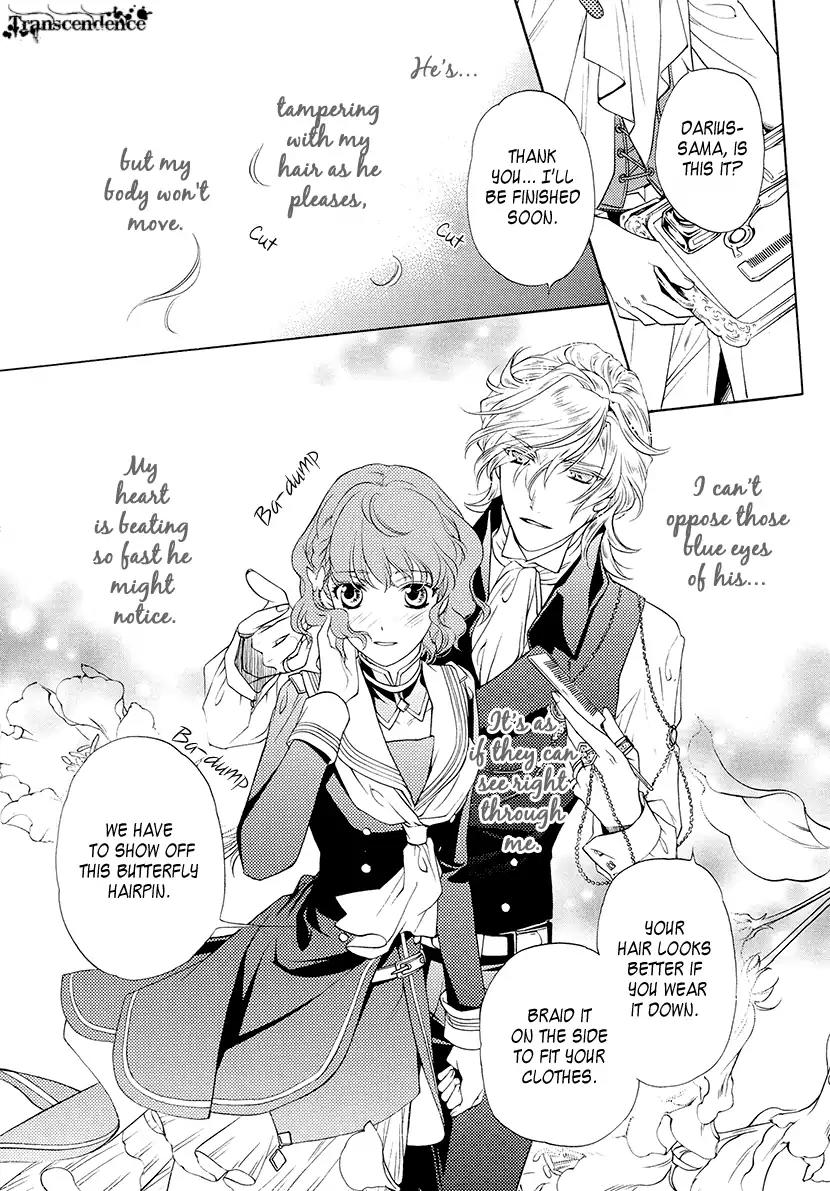 Transcendence
DARIUS-
SAMA, IS
THIS IT?
THANK
YOU... I'LL
BE FINISHED
SOON.
He's...
tampering
with my
hair as he
pleases,
but my
body won't
move.
Cut
Cut
I can't
oppose those
blue eyes
of his...
Ba-dump
My
heart
is beating
so fast he
might
notice.
It's as
if they can
see right
through
me.
Ba-dump
YOUR
HAIR LOOKS
BETTER IF
YOU WEAR
IT DOWN.
BRAID IT
ON THE SIDE
TO FIT YOUR
CLOTHES.
WE HAVE
TO SHOW OFF
THIS BUTTERFLY
HAIRPIN.